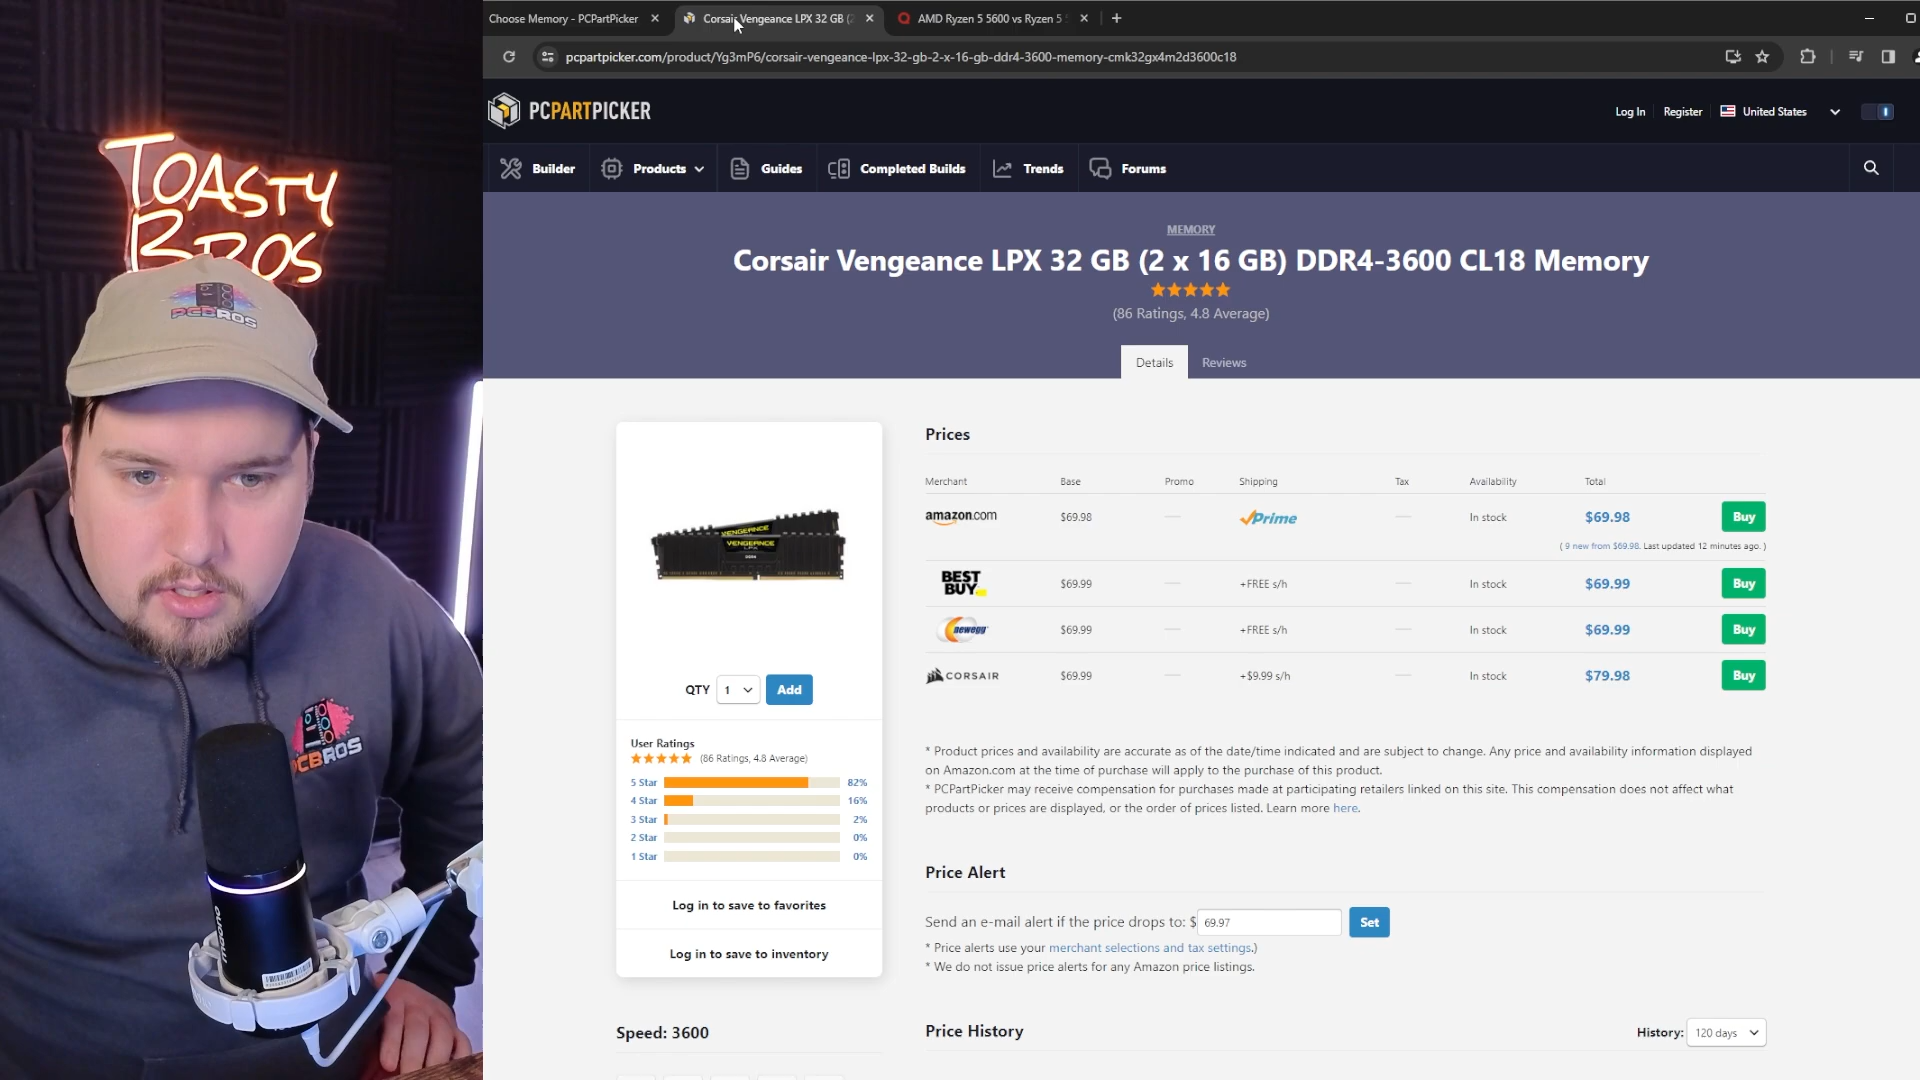 Choose Memory - PCPartPicker
Corsair Vengeance LPX 32 GB (2
AMD Ryzen 5 5600 vs Ryzen 5
pcpartpicker.com/product/Yg3mP6/corsair-vengeance-lpx-32-gb-2-x-16-gb-ddr4-3600-memory-cmk32gx4m2d3600c18
PCPARTPICKER
Log In
Register
United States
Builder
Products
Guides
Completed Builds
Trends
Forums
MEMORY
Corsair Vengeance LPX 32 GB (2 x 16 GB) DDR4-3600 CL18 Memory
(86 Ratings, 4.8 Average)
Details
Reviews
TOASTY
BROS
PCBROS
PCBROS
maono
VENGEANCE
VENGEANCE
LPX
DDR4
QTY 1 Add
User Ratings
(86 Ratings, 4.8 Average)
5 Star 82%
4 Star 16%
3 Star 2%
2 Star 0%
1 Star 0%
Log in to save to favorites
Log in to save to inventory
Speed: 3600
Prices
Merchant Base Promo Shipping Tax Availability Total
amazon.com $69.98 — Prime — In stock $69.98 Buy
( 9 new from $69.98. Last updated 12 minutes ago. )
BEST BUY $69.99 — +FREE s/h — In stock $69.99 Buy
newegg $69.99 — +FREE s/h — In stock $69.99 Buy
CORSAIR $69.99 — +$9.99 s/h — In stock $79.98 Buy
* Product prices and availability are accurate as of the date/time indicated and are subject to change. Any price and availability information displayed
on Amazon.com at the time of purchase will apply to the purchase of this product.
* PCPartPicker may receive compensation for purchases made at participating retailers linked on this site. This compensation does not affect what
products or prices are displayed, or the order of prices listed. Learn more here.
Price Alert
Send an e-mail alert if the price drops to: $ 69.97 Set
* Price alerts use your merchant selections and tax settings.)
* We do not issue price alerts for any Amazon price listings.
Price History
History: 120 days